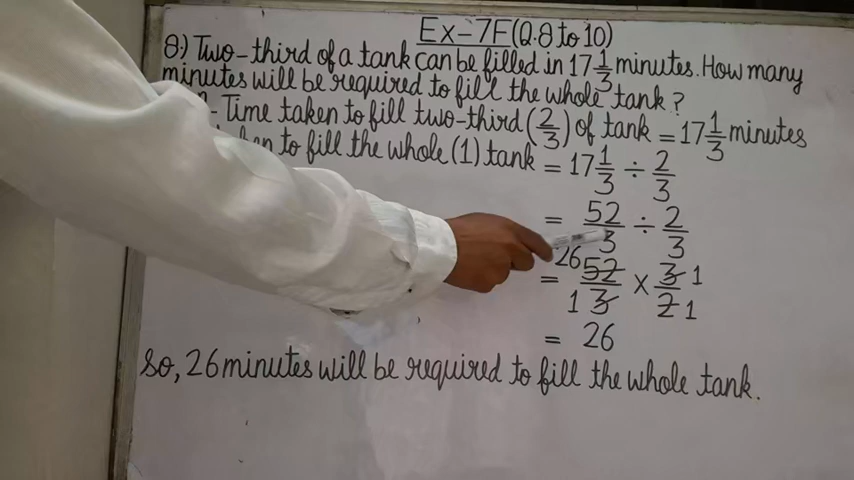 Ex-7F(Q.8 to 10)
8:) Two-third of a tank can be filled in 17 1/3 minutes. How many
minutes will be required to fill the whole tank?
- Time taken to fill two-third (2/3) of tank = 17 1/3 minutes
to fill the whole (1) tank = 17 1/3 ÷ 2/3
= 52/3 ÷ 2/3
= 26 52/1 3 × 3 1/2 1
= 26
So, 26 minutes will be required to fill the whole tank.